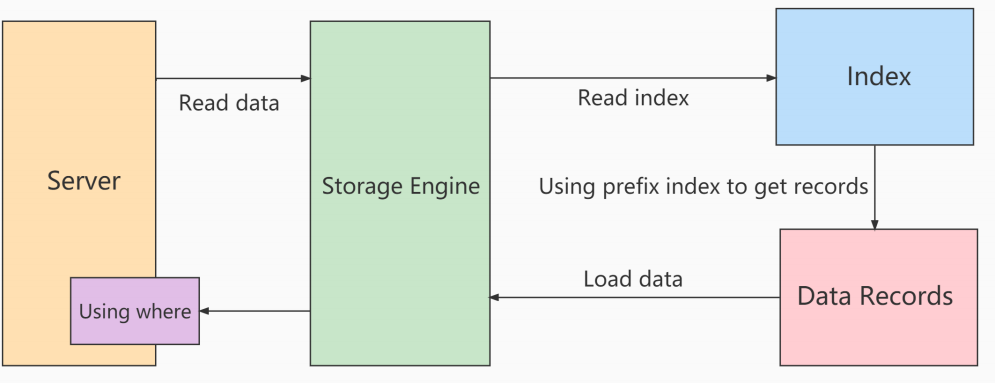 Server
Read data
Storage Engine
Read index
Index
Using prefix index to get records
Data Records
Load data
Using where